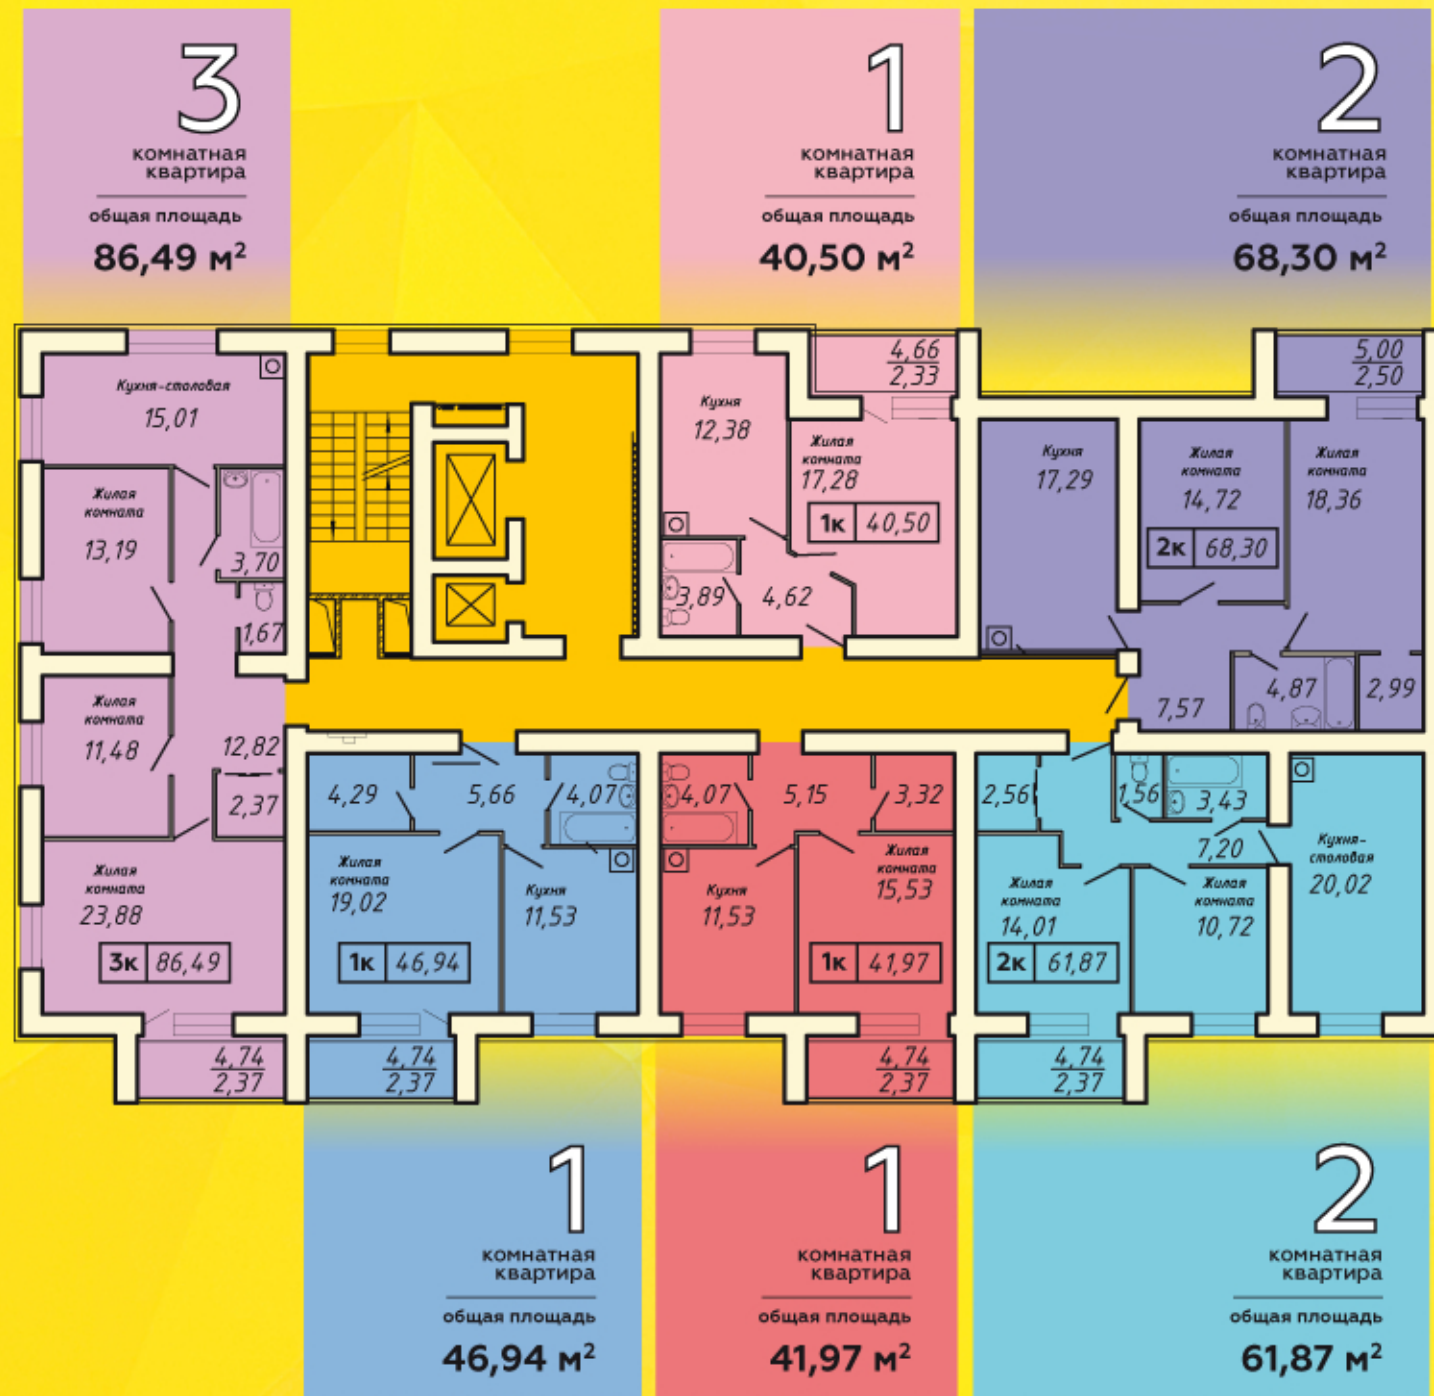 3
комнатная
квартира
общая площадь
86,49 м²
1
комнатная
квартира
общая площадь
40,50 м²
2
комнатная
квартира
общая площадь
68,30 м²
Кухня-столовая
15,01
Жилая
комната
13,19
3,70
1,67
Жилая
комната
11,48
12,82
2,37
Жилая
комната
23,88
3к 86,49
4,74
2,37
Кухня
12,38
4,66
2,33
Жилая
комната
17,28
1к 40,50
3,89
4,62
Кухня
17,29
Жилая
комната
14,72
5,00
2,50
Жилая
комната
18,36
2к 68,30
7,57
4,87
2,99
4,29
5,66
4,07
Жилая
комната
19,02
Кухня
11,53
1к 46,94
4,74
2,37
4,07
5,15
3,32
Кухня
11,53
Жилая
комната
15,53
1к 41,97
4,74
2,37
2,56
1,56
3,43
7,20
Жилая
комната
14,01
Жилая
комната
10,72
Кухня-
столовая
20,02
2к 61,87
4,74
2,37
1
комнатная
квартира
общая площадь
46,94 м²
1
комнатная
квартира
общая площадь
41,97 м²
2
комнатная
квартира
общая площадь
61,87 м²